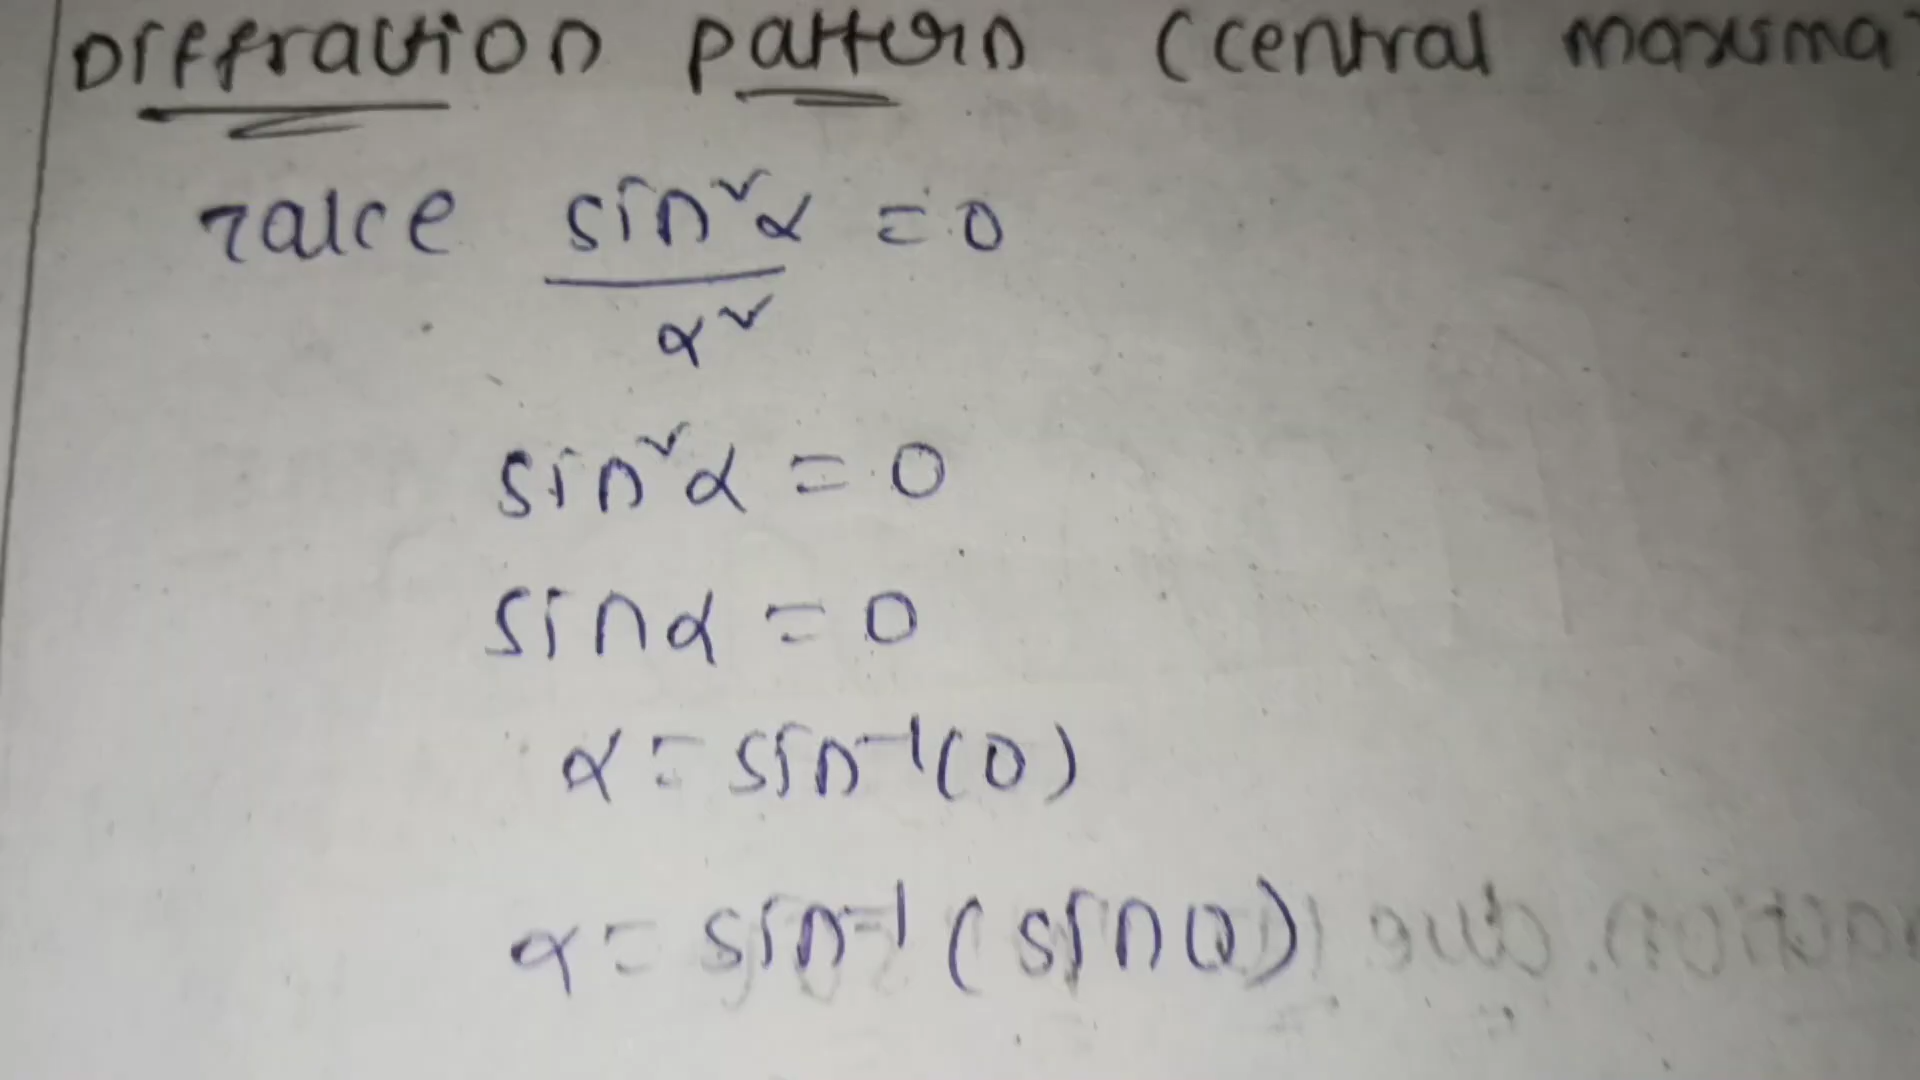 Diffraction pattern (central maxima)
Take sin²α = 0
α²
sin²α = 0
sinα = 0
α = sin⁻¹(0)
α = sin⁻¹(sin0)